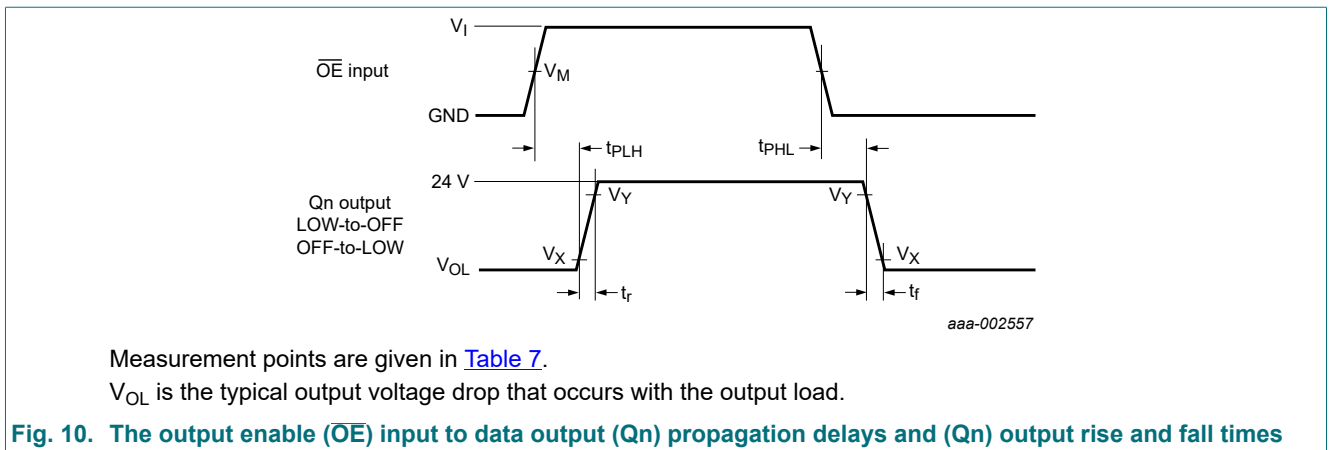 VI
OE input
VM
GND
tPLH
tPHL
24 V
Qn output
LOW-to-OFF
OFF-to-LOW
VY
VY
VX
VX
VOL
tr
tf
aaa-002557
Measurement points are given in Table 7.
VOL is the typical output voltage drop that occurs with the output load.
Fig. 10. The output enable (OE) input to data output (Qn) propagation delays and (Qn) output rise and fall times